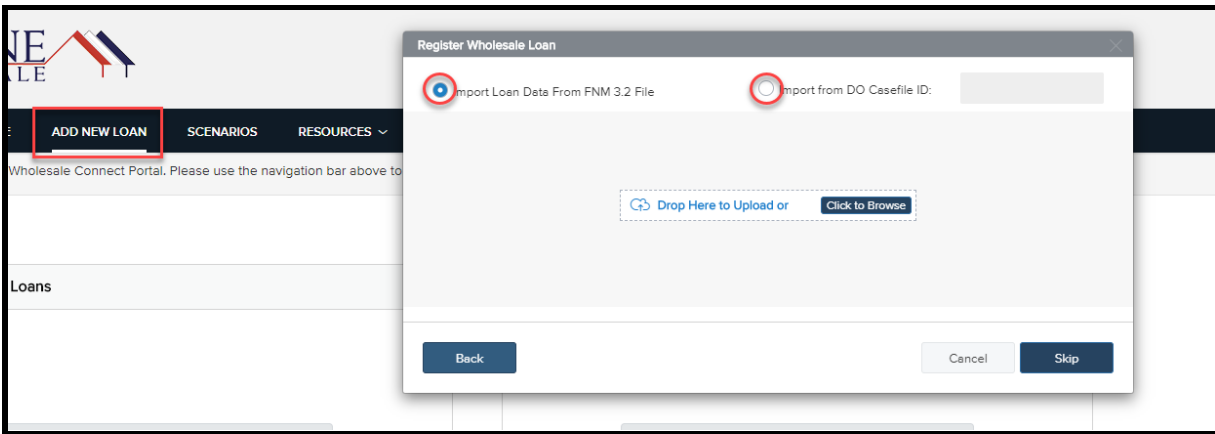 NE
ALE
Register Wholesale Loan
Import Loan Data From FNM 3.2 File
Import from DO Casefile ID:
E ADD NEW LOAN SCENARIOS RESOURCES
Wholesale Connect Portal. Please use the navigation bar above to
Drop Here to Upload or Click to Browse
Loans
Back Cancel Skip